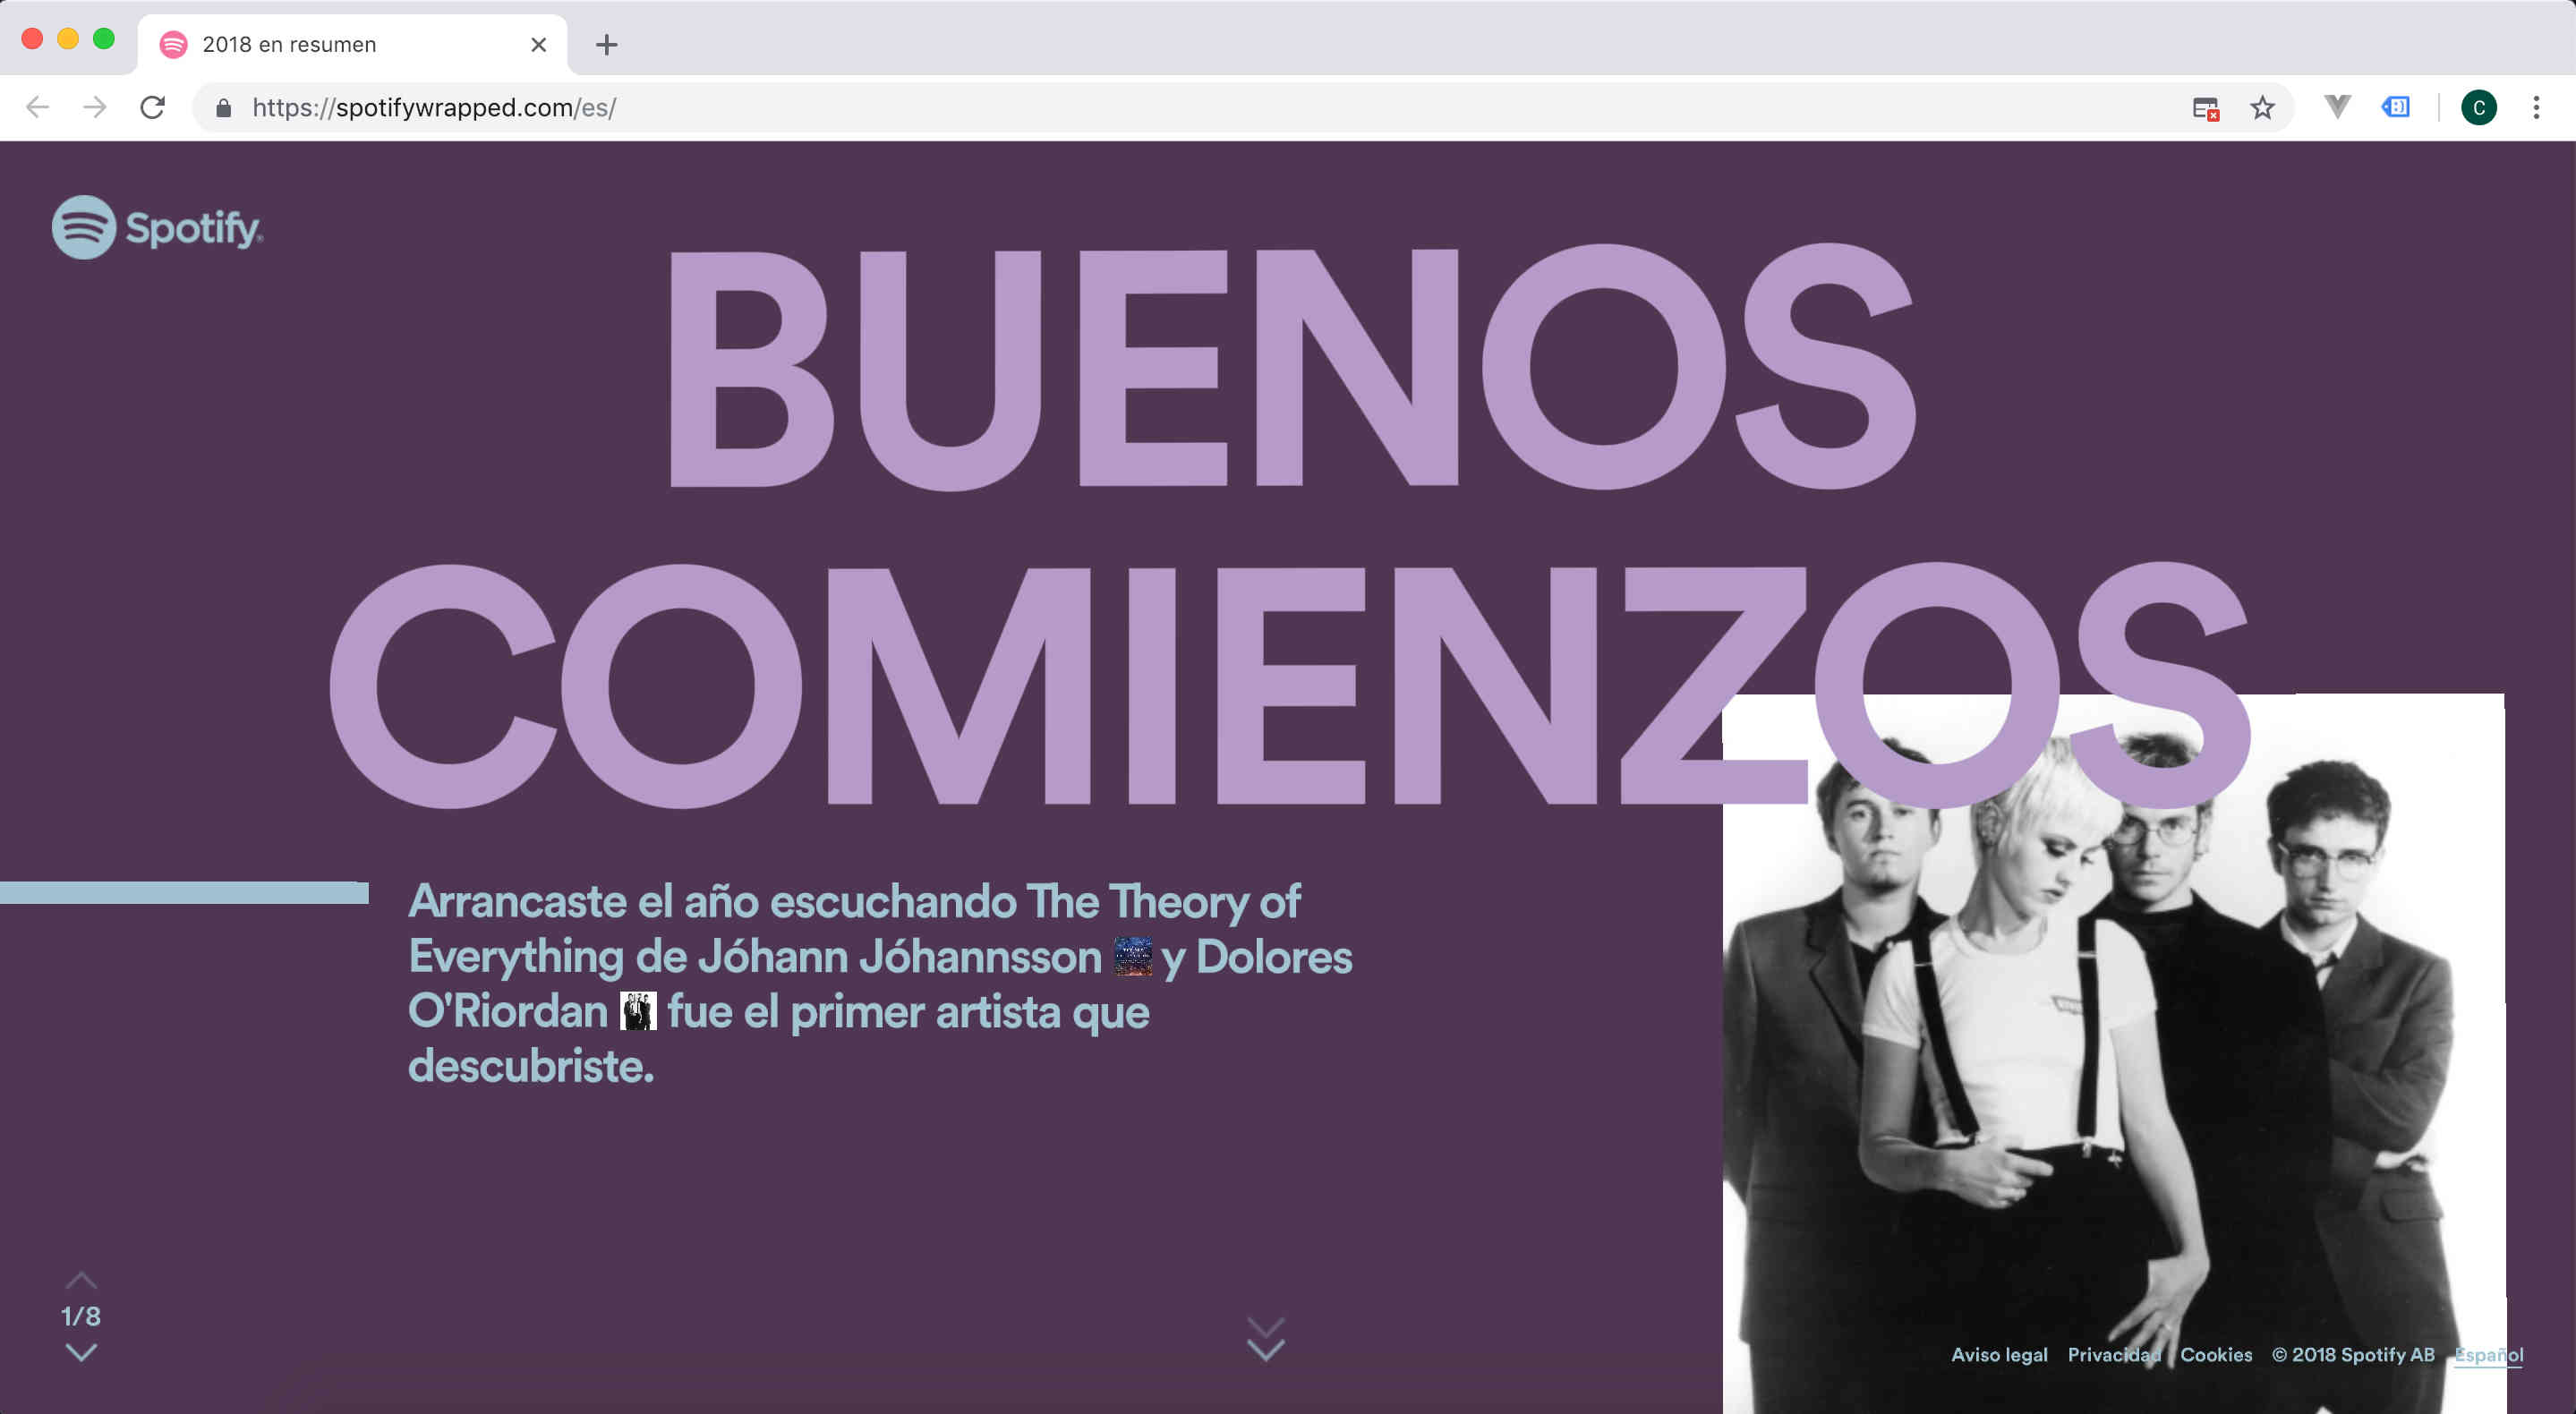 2018 en resumen
https://spotifywrapped.com/es/
C
Spotify®
BUENOS
COMIENZOS
Arrancaste el año escuchando The Theory of
Everything de Jóhann Jóhannsson y Dolores
O'Riordan fue el primer artista que
descubriste.
1/8
Aviso legal Privacidad Cookies © 2018 Spotify AB Español